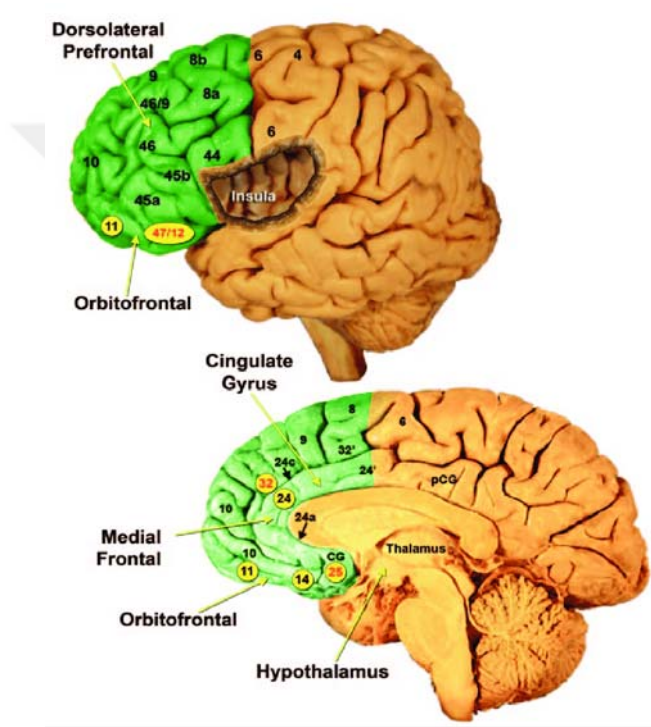 Dorsolateral
Prefrontal
8b
6
4
9
8a
46/9
6
46
44
10
45b
Insula
45a
11
47/12
Orbitofrontal
Cingulate
Gyrus
8
6
9
32'
24c
24'
32
pCG
24
10
24a
Medial
Frontal
Thalamus
10
CG
11
14
25
Orbitofrontal
Hypothalamus